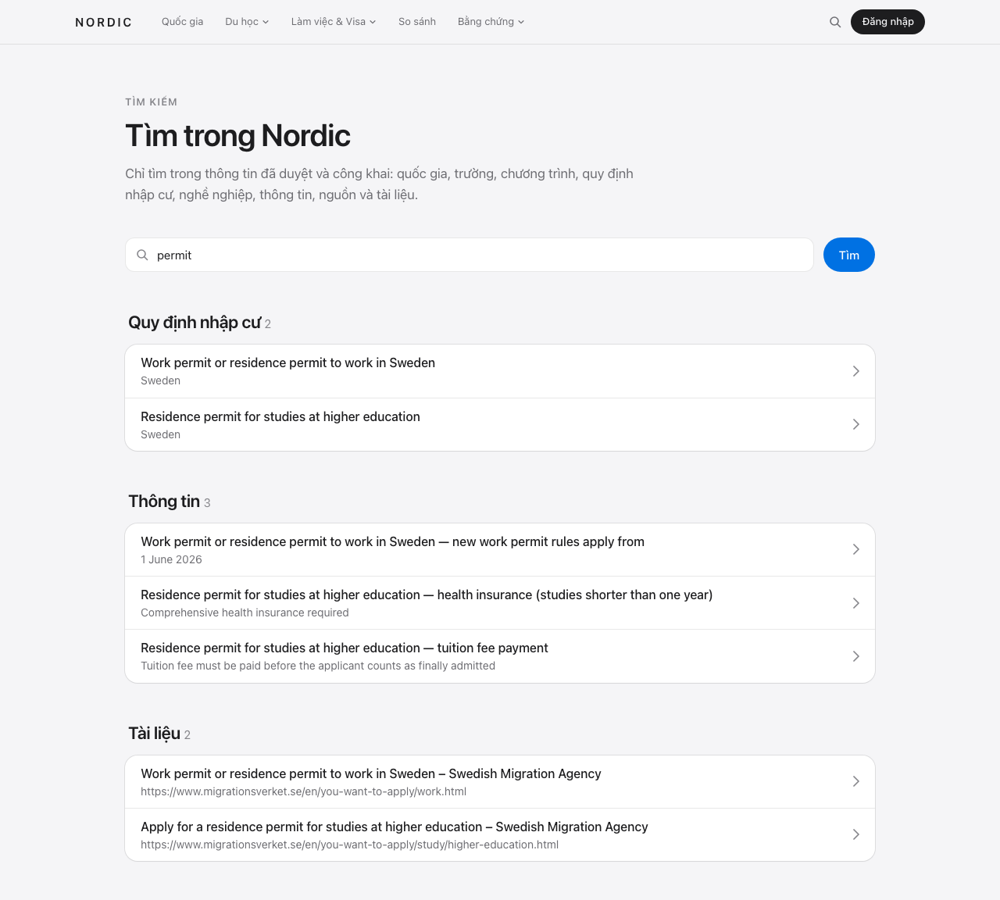 NORDIC
Quốc gia
Du học
Làm việc & Visa
So sánh
Bằng chứng
Đăng nhập
TÌM KIẾM
Tìm trong Nordic
Chỉ tìm trong thông tin đã duyệt và công khai: quốc gia, trường, chương trình, quy định
nhập cư, nghề nghiệp, thông tin, nguồn và tài liệu.
permit
Tìm
Quy định nhập cư 2
Work permit or residence permit to work in Sweden
Sweden
Residence permit for studies at higher education
Sweden
Thông tin 3
Work permit or residence permit to work in Sweden — new work permit rules apply from
1 June 2026
Residence permit for studies at higher education — health insurance (studies shorter than one year)
Comprehensive health insurance required
Residence permit for studies at higher education — tuition fee payment
Tuition fee must be paid before the applicant counts as finally admitted
Tài liệu 2
Work permit or residence permit to work in Sweden – Swedish Migration Agency
https://www.migrationsverket.se/en/you-want-to-apply/work.html
Apply for a residence permit for studies at higher education – Swedish Migration Agency
https://www.migrationsverket.se/en/you-want-to-apply/study/higher-education.html